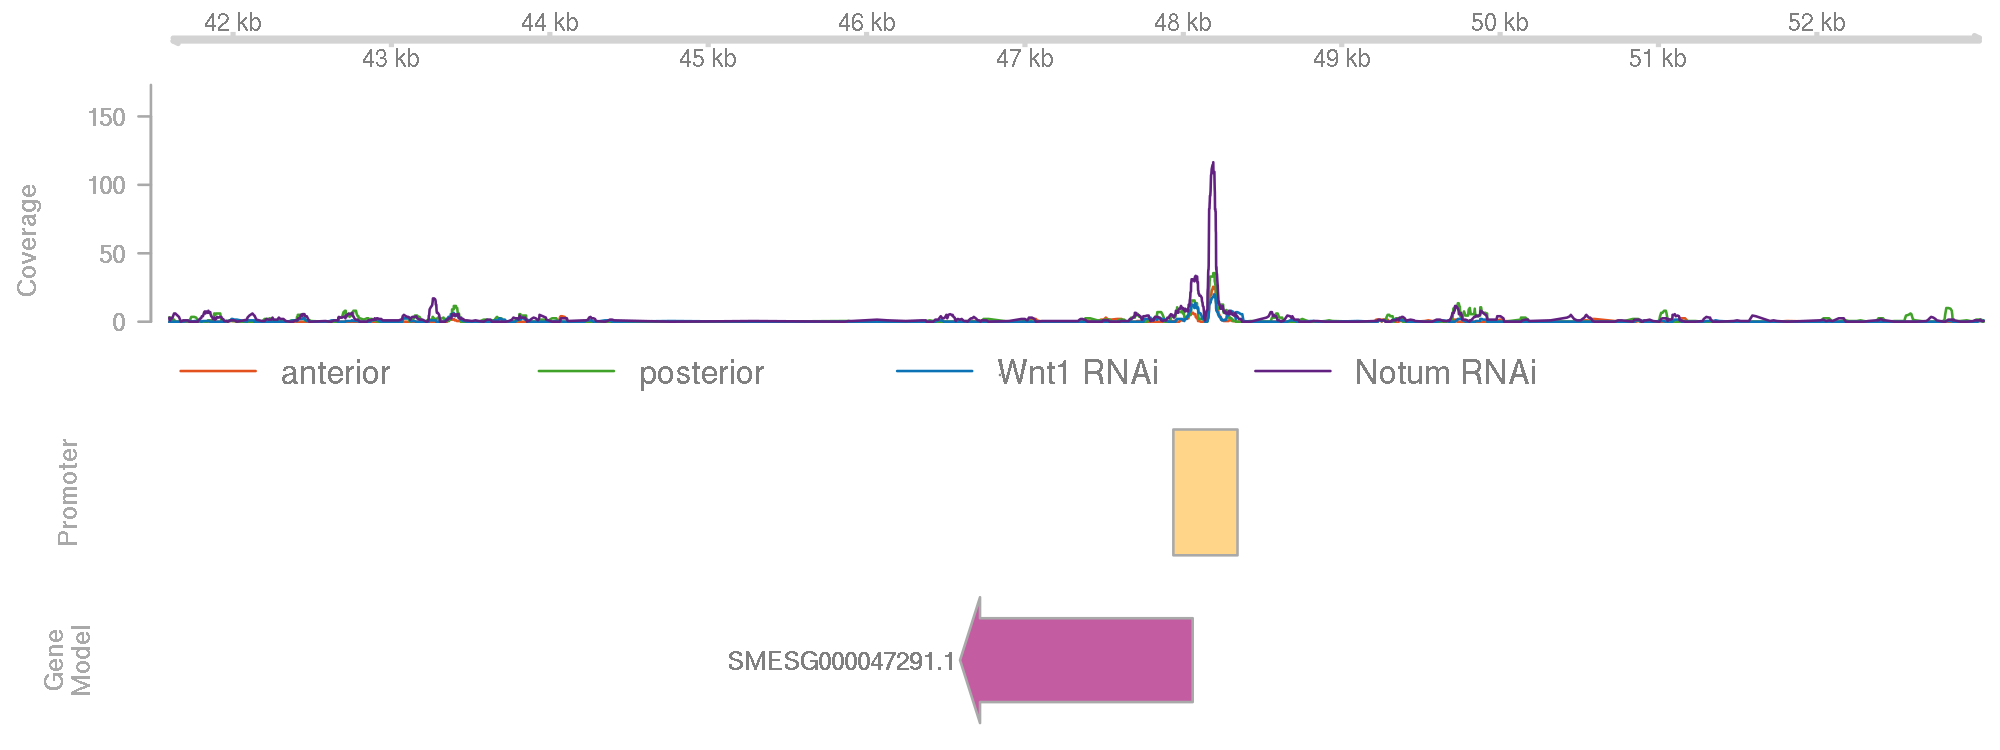 42 kb 44 kb 46 kb 48 kb 50 kb 52 kb
43 kb 45 kb 47 kb 49 kb 51 kb
150
100
50
0
Coverage
anterior posterior Wnt1 RNAi Notum RNAi
Promoter
Gene
Model
SMESG000047291.1